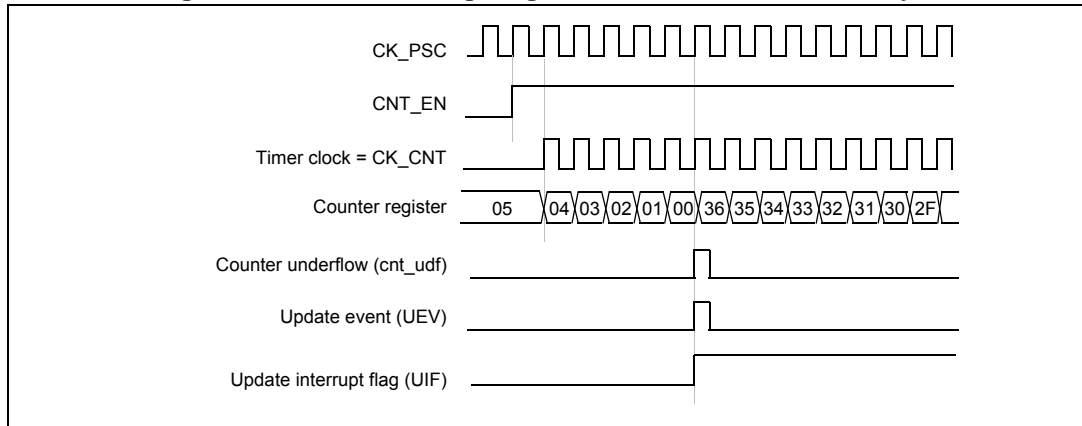 CK_PSC
CNT_EN
Timer clock = CK_CNT
Counter register 05 04 03 02 01 00 36 35 34 33 32 31 30 2F
Counter underflow (cnt_udf)
Update event (UEV)
Update interrupt flag (UIF)